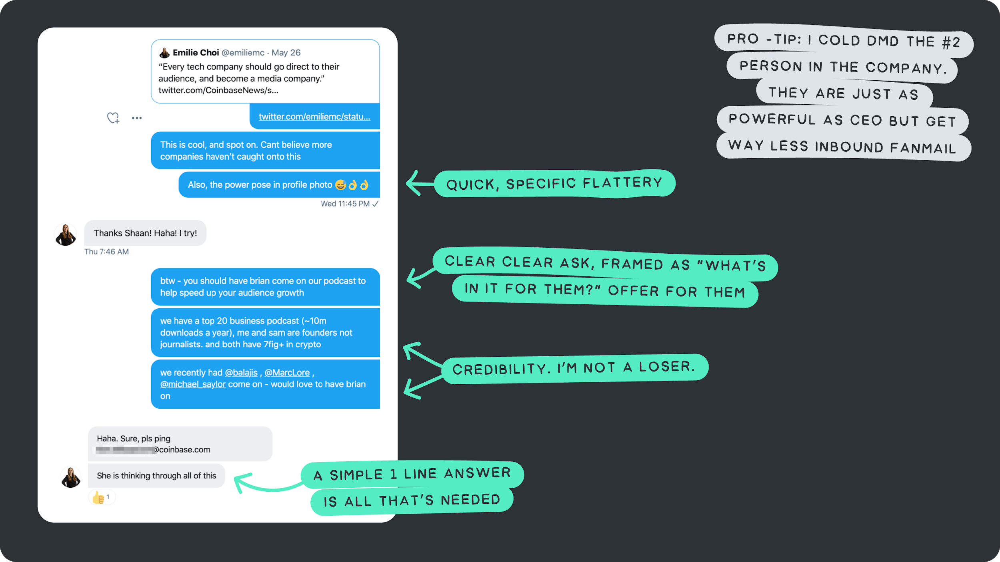 Emilie Choi @emiliemc · May 26
“Every tech company should go direct to their
audience, and become a media company.”
twitter.com/CoinbaseNews/s...
twitter.com/emiliemc/statu...
This is cool, and spot on. Cant believe more
companies haven’t caught onto this
Also, the power pose in profile photo 😅👌👌
Wed 11:45 PM ✓
Thanks Shaan! Haha! I try!
Thu 7:46 AM
btw - you should have brian come on our podcast to
help speed up your audience growth
we have a top 20 business podcast (~10m
downloads a year), me and sam are founders not
journalists. and both have 7fig+ in crypto
we recently had @balajis , @MarcLore ,
@michael_saylor come on - would love to have brian
on
Haha. Sure, pls ping
@coinbase.com
She is thinking through all of this
👍 1
PRO -TIP: I COLD DMD THE #2
PERSON IN THE COMPANY.
THEY ARE JUST AS
POWERFUL AS CEO BUT GET
WAY LESS INBOUND FANMAIL
QUICK, SPECIFIC FLATTERY
CLEAR CLEAR ASK, FRAMED AS "WHAT'S
IN IT FOR THEM?" OFFER FOR THEM
CREDIBILITY. I'M NOT A LOSER.
A SIMPLE 1 LINE ANSWER
IS ALL THAT'S NEEDED